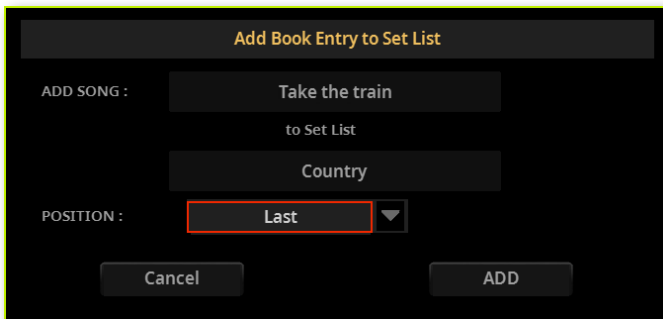 Add Book Entry to Set List
ADD SONG : Take the train
to Set List
Country
POSITION : Last
Cancel ADD